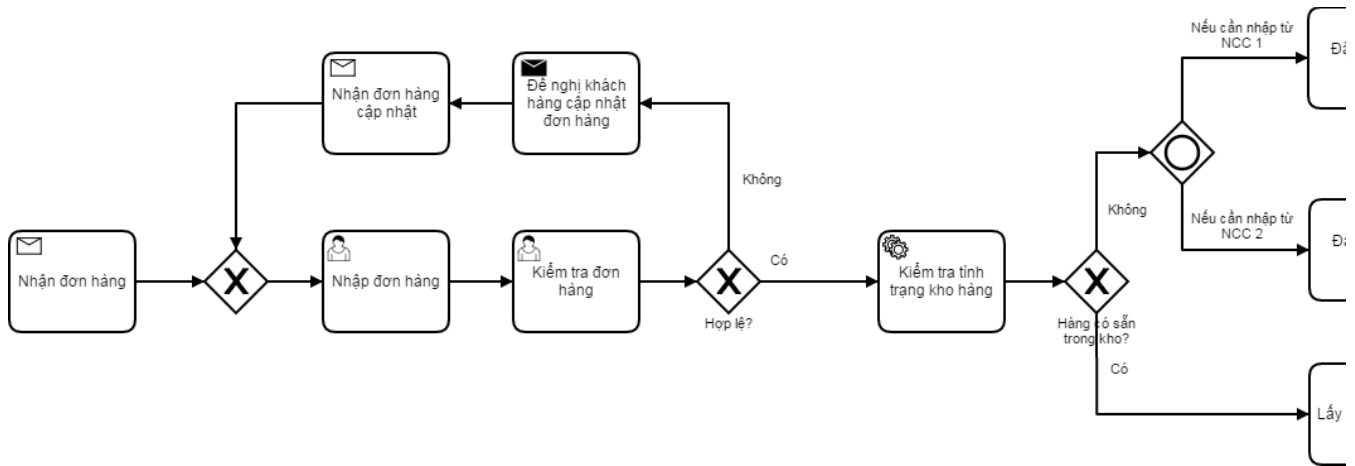 Nếu cần nhập từ
NCC 1
Nhận đơn hàng
cập nhật
Đề nghị khách
hàng cập nhật
đơn hàng
Không
Không
Nếu cần nhập từ
NCC 2
Nhận đơn hàng
Nhập đơn hàng
Kiểm tra đơn
hàng
Hợp lệ?
Có
Kiểm tra tình
trạng kho hàng
Hàng có sẵn
trong kho?
Có
Lấy